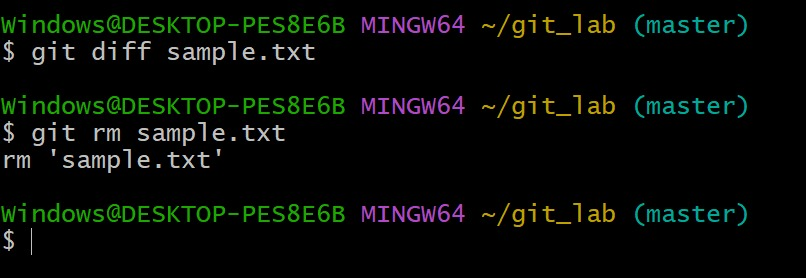 Windows@DESKTOP-PES8E6B MINGW64 ~/git_lab (master)
$ git diff sample.txt
Windows@DESKTOP-PES8E6B MINGW64 ~/git_lab (master)
$ git rm sample.txt
rm 'sample.txt'
Windows@DESKTOP-PES8E6B MINGW64 ~/git_lab (master)
$